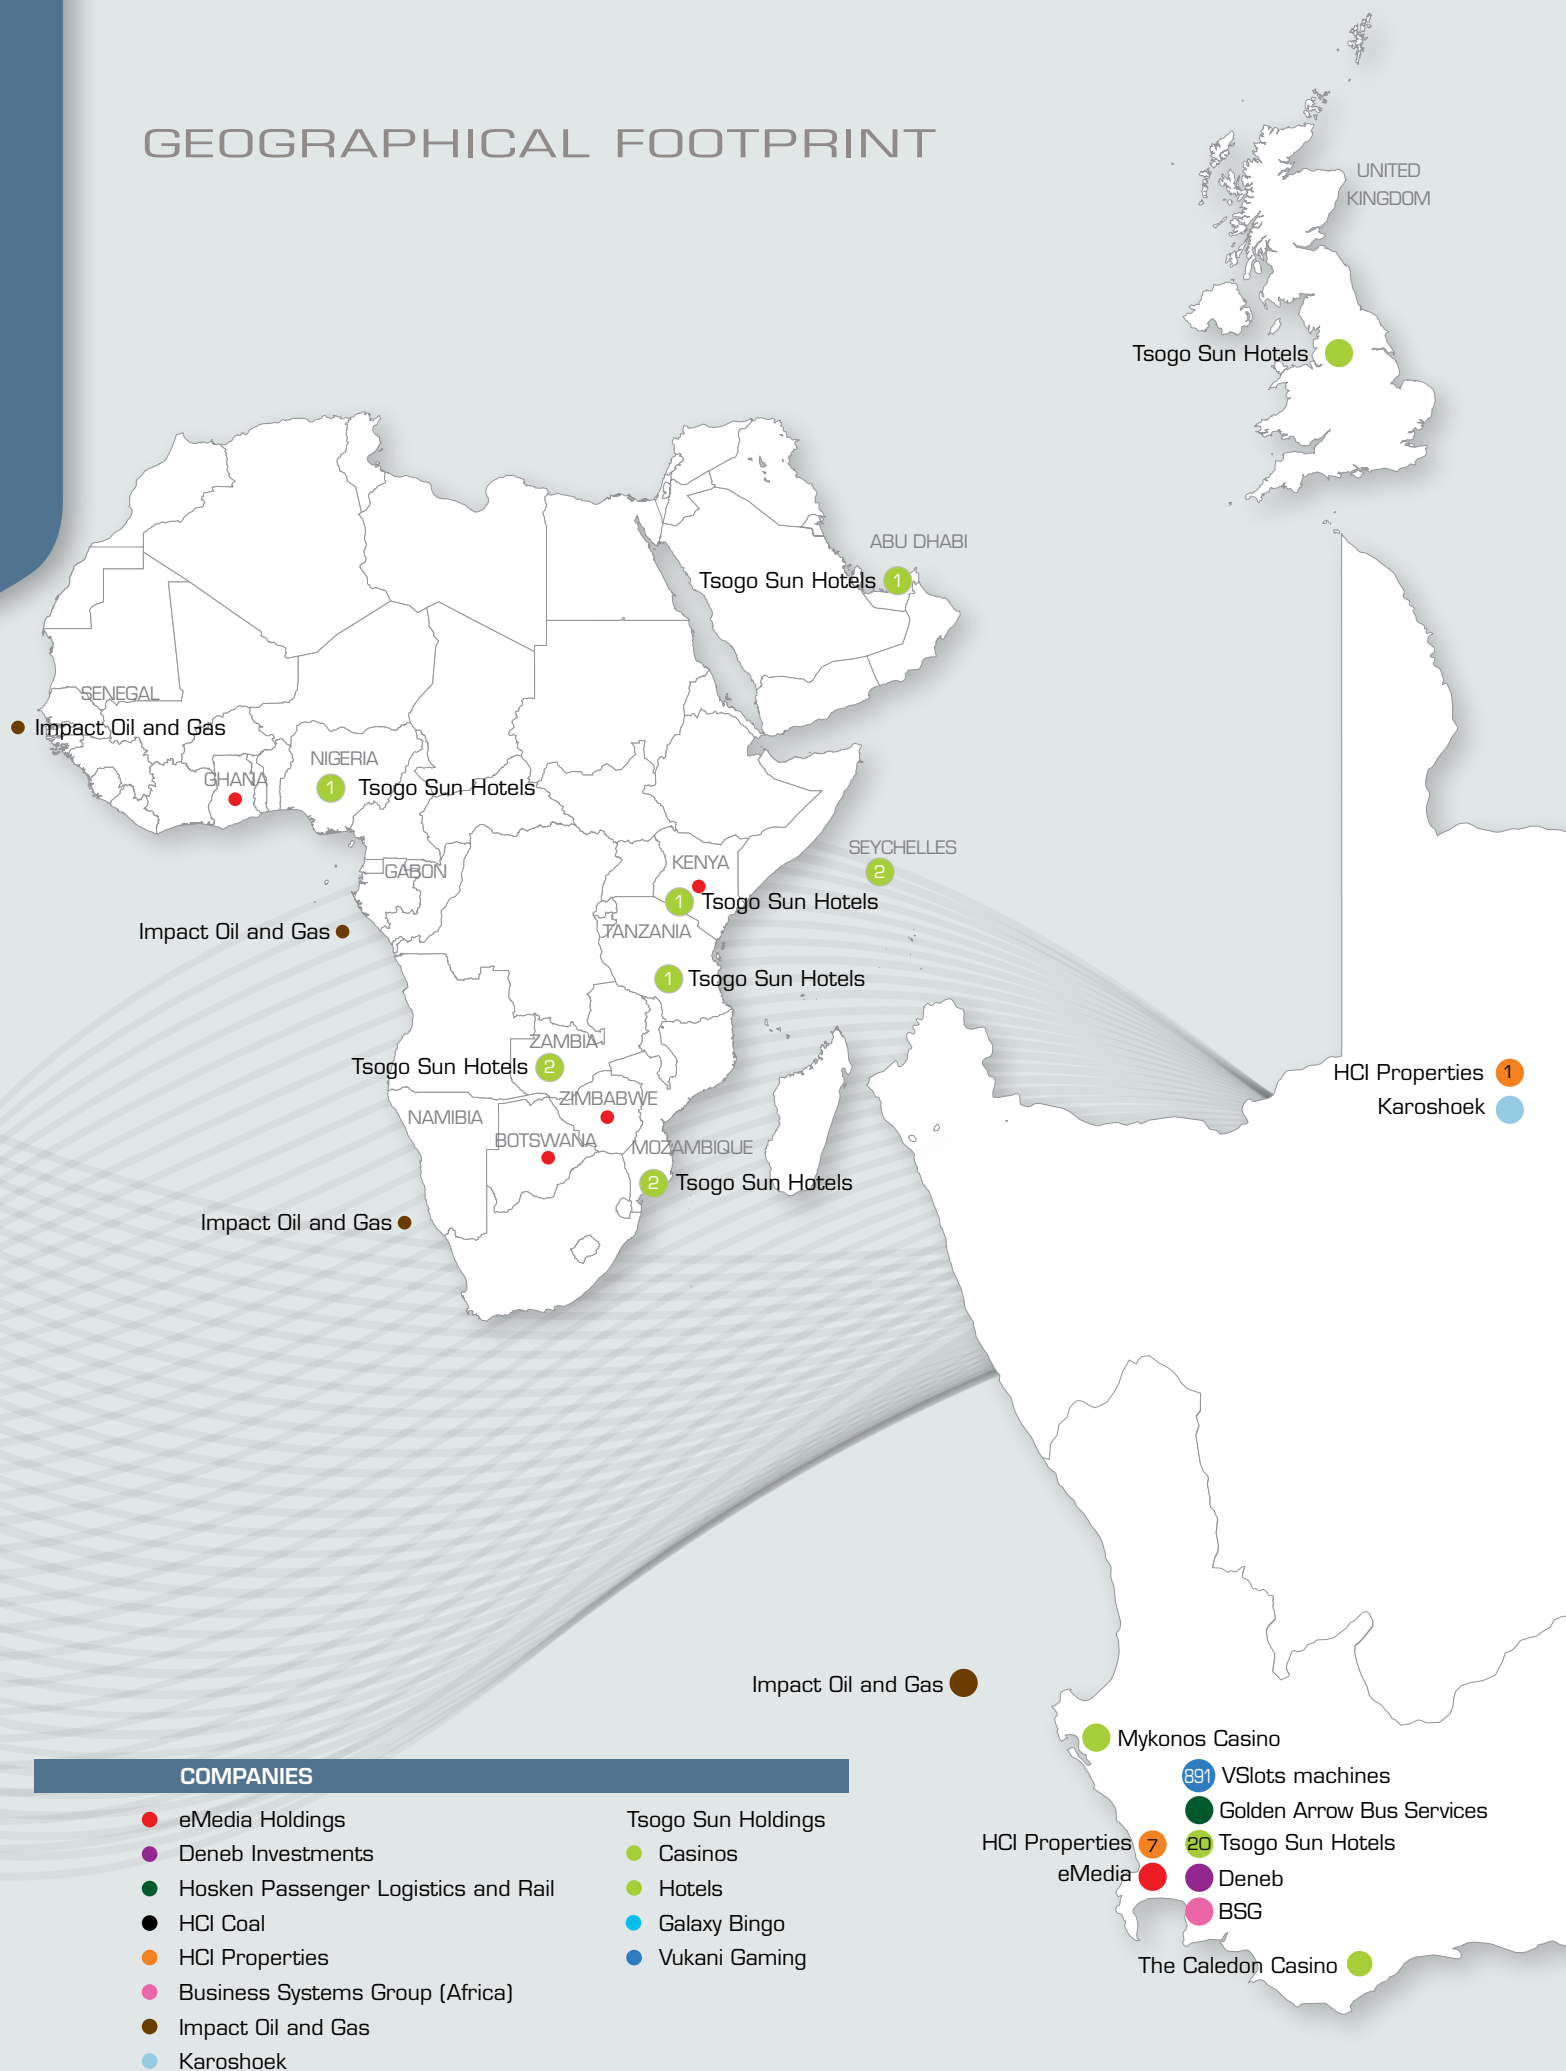 GEOGRAPHICAL FOOTPRINT
UNITED
KINGDOM
Tsogo Sun Hotels
ABU DHABI
Tsogo Sun Hotels 1
SENEGAL
Impact Oil and Gas
NIGERIA
GHANA
1 Tsogo Sun Hotels
SEYCHELLES
2
KENYA
GABON
1 Tsogo Sun Hotels
Impact Oil and Gas
TANZANIA
1 Tsogo Sun Hotels
ZAMBIA
Tsogo Sun Hotels 2
HCI Properties 1
Karoshoek
ZIMBABWE
NAMIBIA
BOTSWANA
MOZAMBIQUE
2 Tsogo Sun Hotels
Impact Oil and Gas
Impact Oil and Gas
Mykonos Casino
891 VSlots machines
Golden Arrow Bus Services
HCI Properties 7
20 Tsogo Sun Hotels
eMedia
Deneb
BSG
The Caledon Casino
COMPANIES
eMedia Holdings
Deneb Investments
Hosken Passenger Logistics and Rail
HCI Coal
HCI Properties
Business Systems Group (Africa)
Impact Oil and Gas
Karoshoek
Tsogo Sun Holdings
Casinos
Hotels
Galaxy Bingo
Vukani Gaming